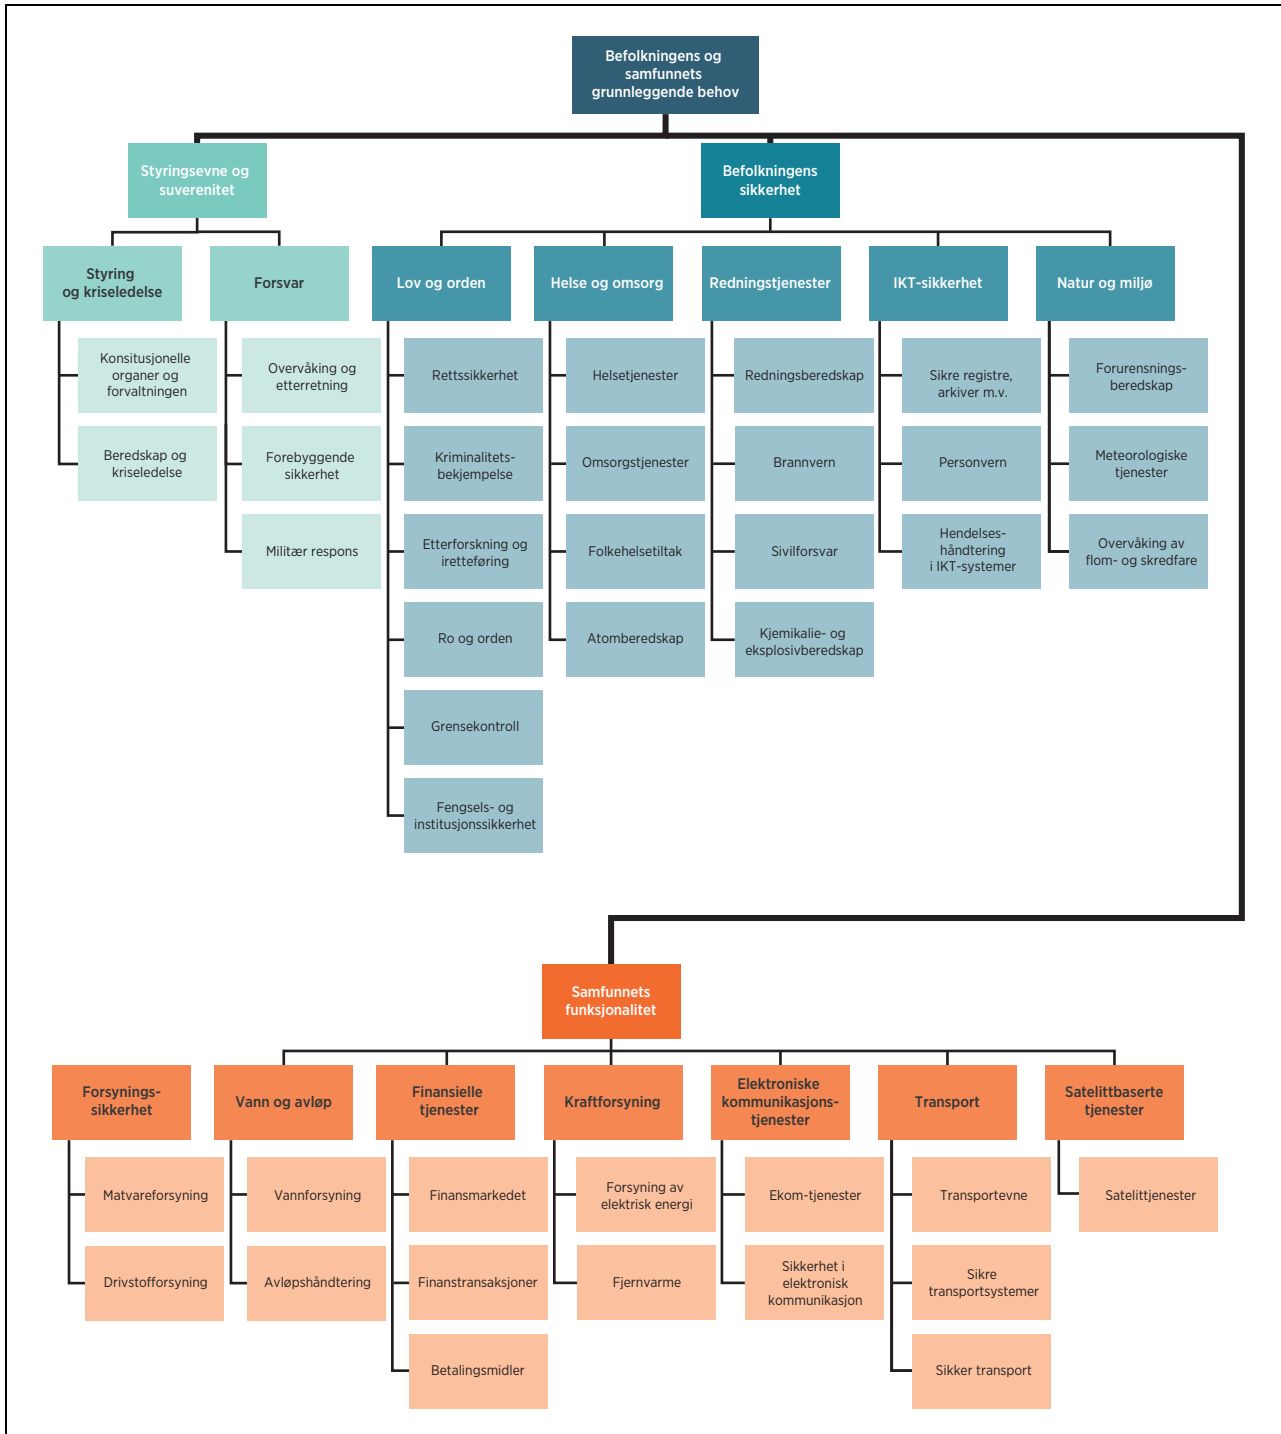 Befolkningens og
samfunnets
grunnleggende behov
Styringsevne og
suverenitet
Befolkningens
sikkerhet
Styring
og kriseledelse
Forsvar
Lov og orden
Helse og omsorg
Redningstjenester
IKT-sikkerhet
Natur og miljø
Konsitusjonelle
organer og
forvaltningen
Overvåking og
etterretning
Rettssikkerhet
Helsetjenester
Redningsberedskap
Sikre registre,
arkiver m.v.
Forurensnings-
beredskap
Beredskap og
kriseledelse
Forebyggende
sikkerhet
Kriminalitets-
bekjempelse
Omsorgstjenester
Brannvern
Personvern
Meteorologiske
tjenester
Militær respons
Etterforskning og
iretteføring
Folkehelsetiltak
Sivilforsvar
Hendelses-
håndtering
i IKT-systemer
Overvåking av
flom- og skredfare
Ro og orden
Atomberedskap
Kjemikalie- og
eksplosivberedskap
Grensekontroll
Fengsels- og
institusjonssikkerhet
Samfunnets
funksjonalitet
Forsynings-
sikkerhet
Vann og avløp
Finansielle
tjenester
Kraftforsyning
Elektroniske
kommunikasjons-
tjenester
Transport
Satelittbaserte
tjenester
Matvareforsyning
Vannforsyning
Finansmarkedet
Forsyning av
elektrisk energi
Ekom-tjenester
Transportevne
Satelittjenester
Drivstofforsyning
Avløpshåndtering
Finanstransaksjoner
Fjernvarme
Sikkerhet i
elektronisk
kommunikasjon
Sikre
transportsystemer
Betalingsmidler
Sikker transport